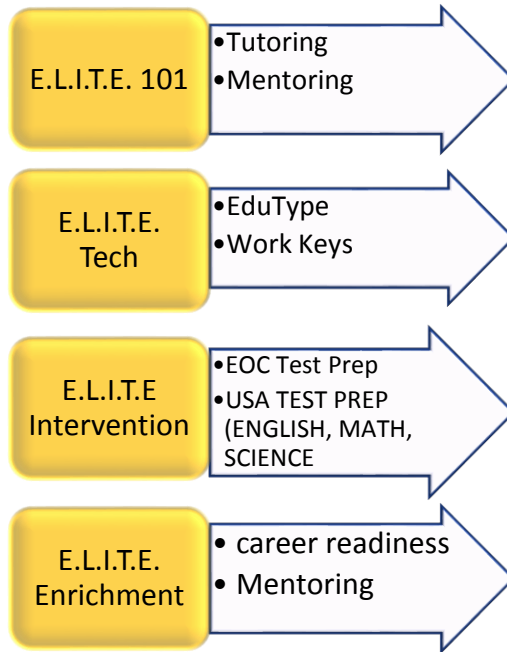 E.L.I.T.E. 101
•Tutoring
•Mentoring
E.L.I.T.E.
Tech
•EduType
•Work Keys
E.L.I.T.E
Intervention
•EOC Test Prep
•USA TEST PREP
(ENGLISH, MATH,
SCIENCE
E.L.I.T.E.
Enrichment
• career readiness
• Mentoring